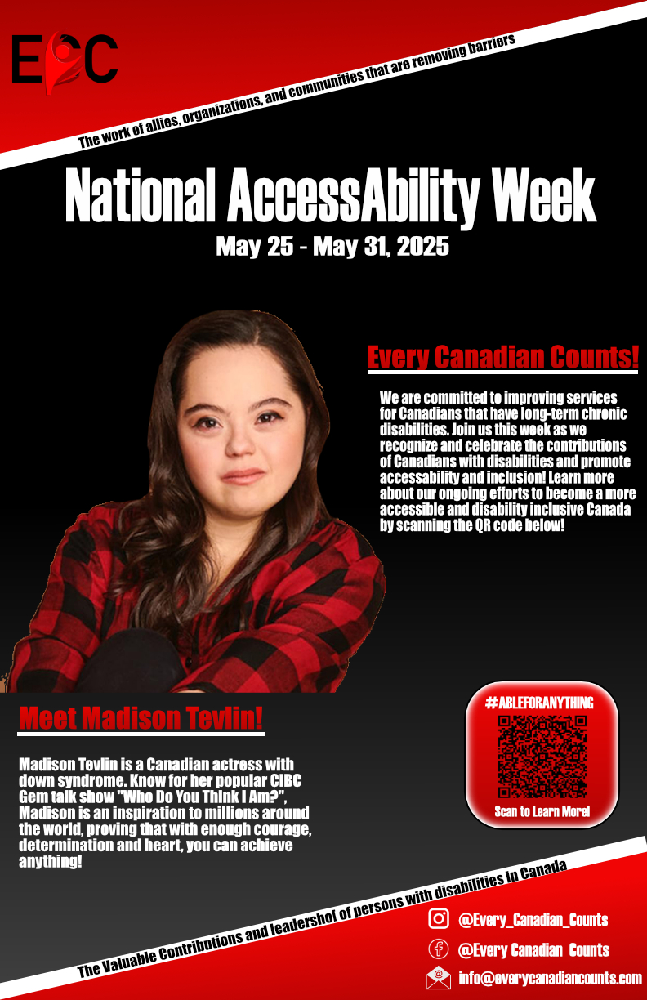 ECC
The work of allies, organizations, and communities that are removing barriers
National AccessAbility Week
May 25 - May 31, 2025
Every Canadian Counts!
We are committed to improving services
for Canadians that have long-term chronic
disabilities. Join us this week as we
recognize and celebrate the contributions
of Canadians with disabilities and promote
accessability and inclusion! Learn more
about our ongoing efforts to become a more
accessible and disability inclusive Canada
by scanning the QR code below!
#ABLEFORANYTHING
Scan to Learn More!
Meet Madison Tevlin!
Madison Tevlin is a Canadian actress with
down syndrome. Know for her popular CIBC
Gem talk show "Who Do You Think I Am?",
Madison is an inspiration to millions around
the world, proving that with enough courage,
determination and heart, you can achieve
anything!
The Valuable Contributions and leadersho[ of persons with disabilities in Canada
@Every_Canadian_Counts
@Every Canadian Counts
info@everycanadiancounts.com